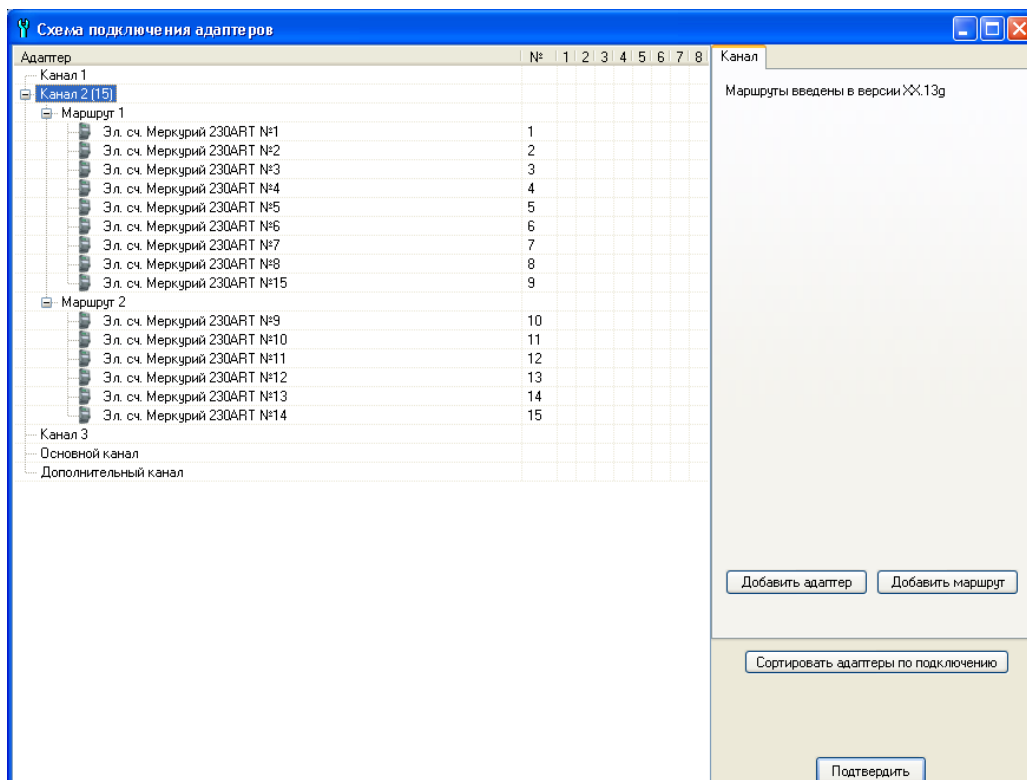 Схема подключения адаптеров
Адаптер № 1 2 3 4 5 6 7 8
Канал 1
Канал 2 (15)
Маршрут 1
Эл. сч. Меркурий 230ART №1 1
Эл. сч. Меркурий 230ART №2 2
Эл. сч. Меркурий 230ART №3 3
Эл. сч. Меркурий 230ART №4 4
Эл. сч. Меркурий 230ART №5 5
Эл. сч. Меркурий 230ART №6 6
Эл. сч. Меркурий 230ART №7 7
Эл. сч. Меркурий 230ART №8 8
Эл. сч. Меркурий 230ART №15 9
Маршрут 2
Эл. сч. Меркурий 230ART №9 10
Эл. сч. Меркурий 230ART №10 11
Эл. сч. Меркурий 230ART №11 12
Эл. сч. Меркурий 230ART №12 13
Эл. сч. Меркурий 230ART №13 14
Эл. сч. Меркурий 230ART №14 15
Канал 3
Основной канал
Дополнительный канал
Канал
Маршруты введены в версии XX.13g
Добавить адаптер
Добавить маршрут
Сортировать адаптеры по подключению
Подтвердить